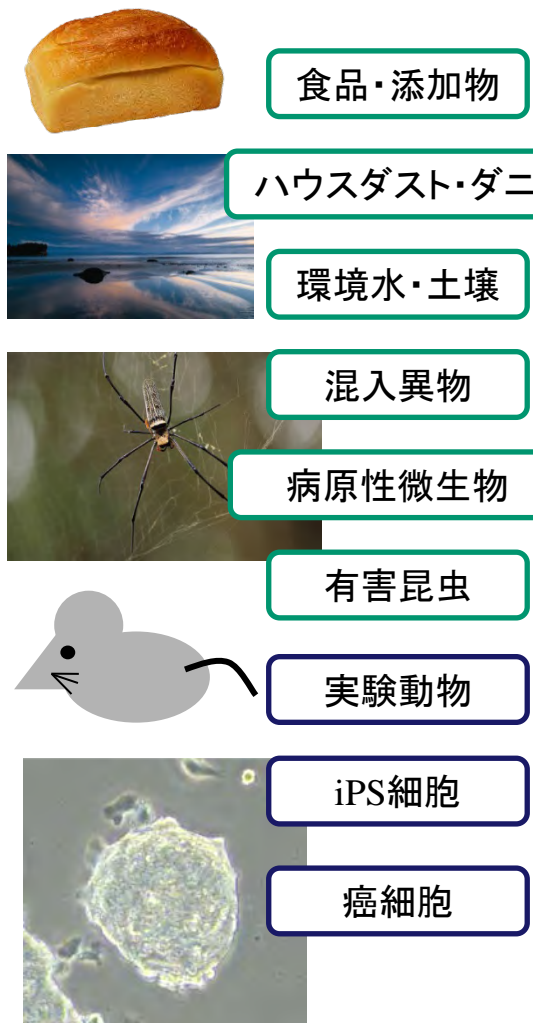 食品・添加物
ハウスダスト・ダニ
環境水・土壌
混入異物
病原性微生物
有害昆虫
実験動物
iPS細胞
癌細胞